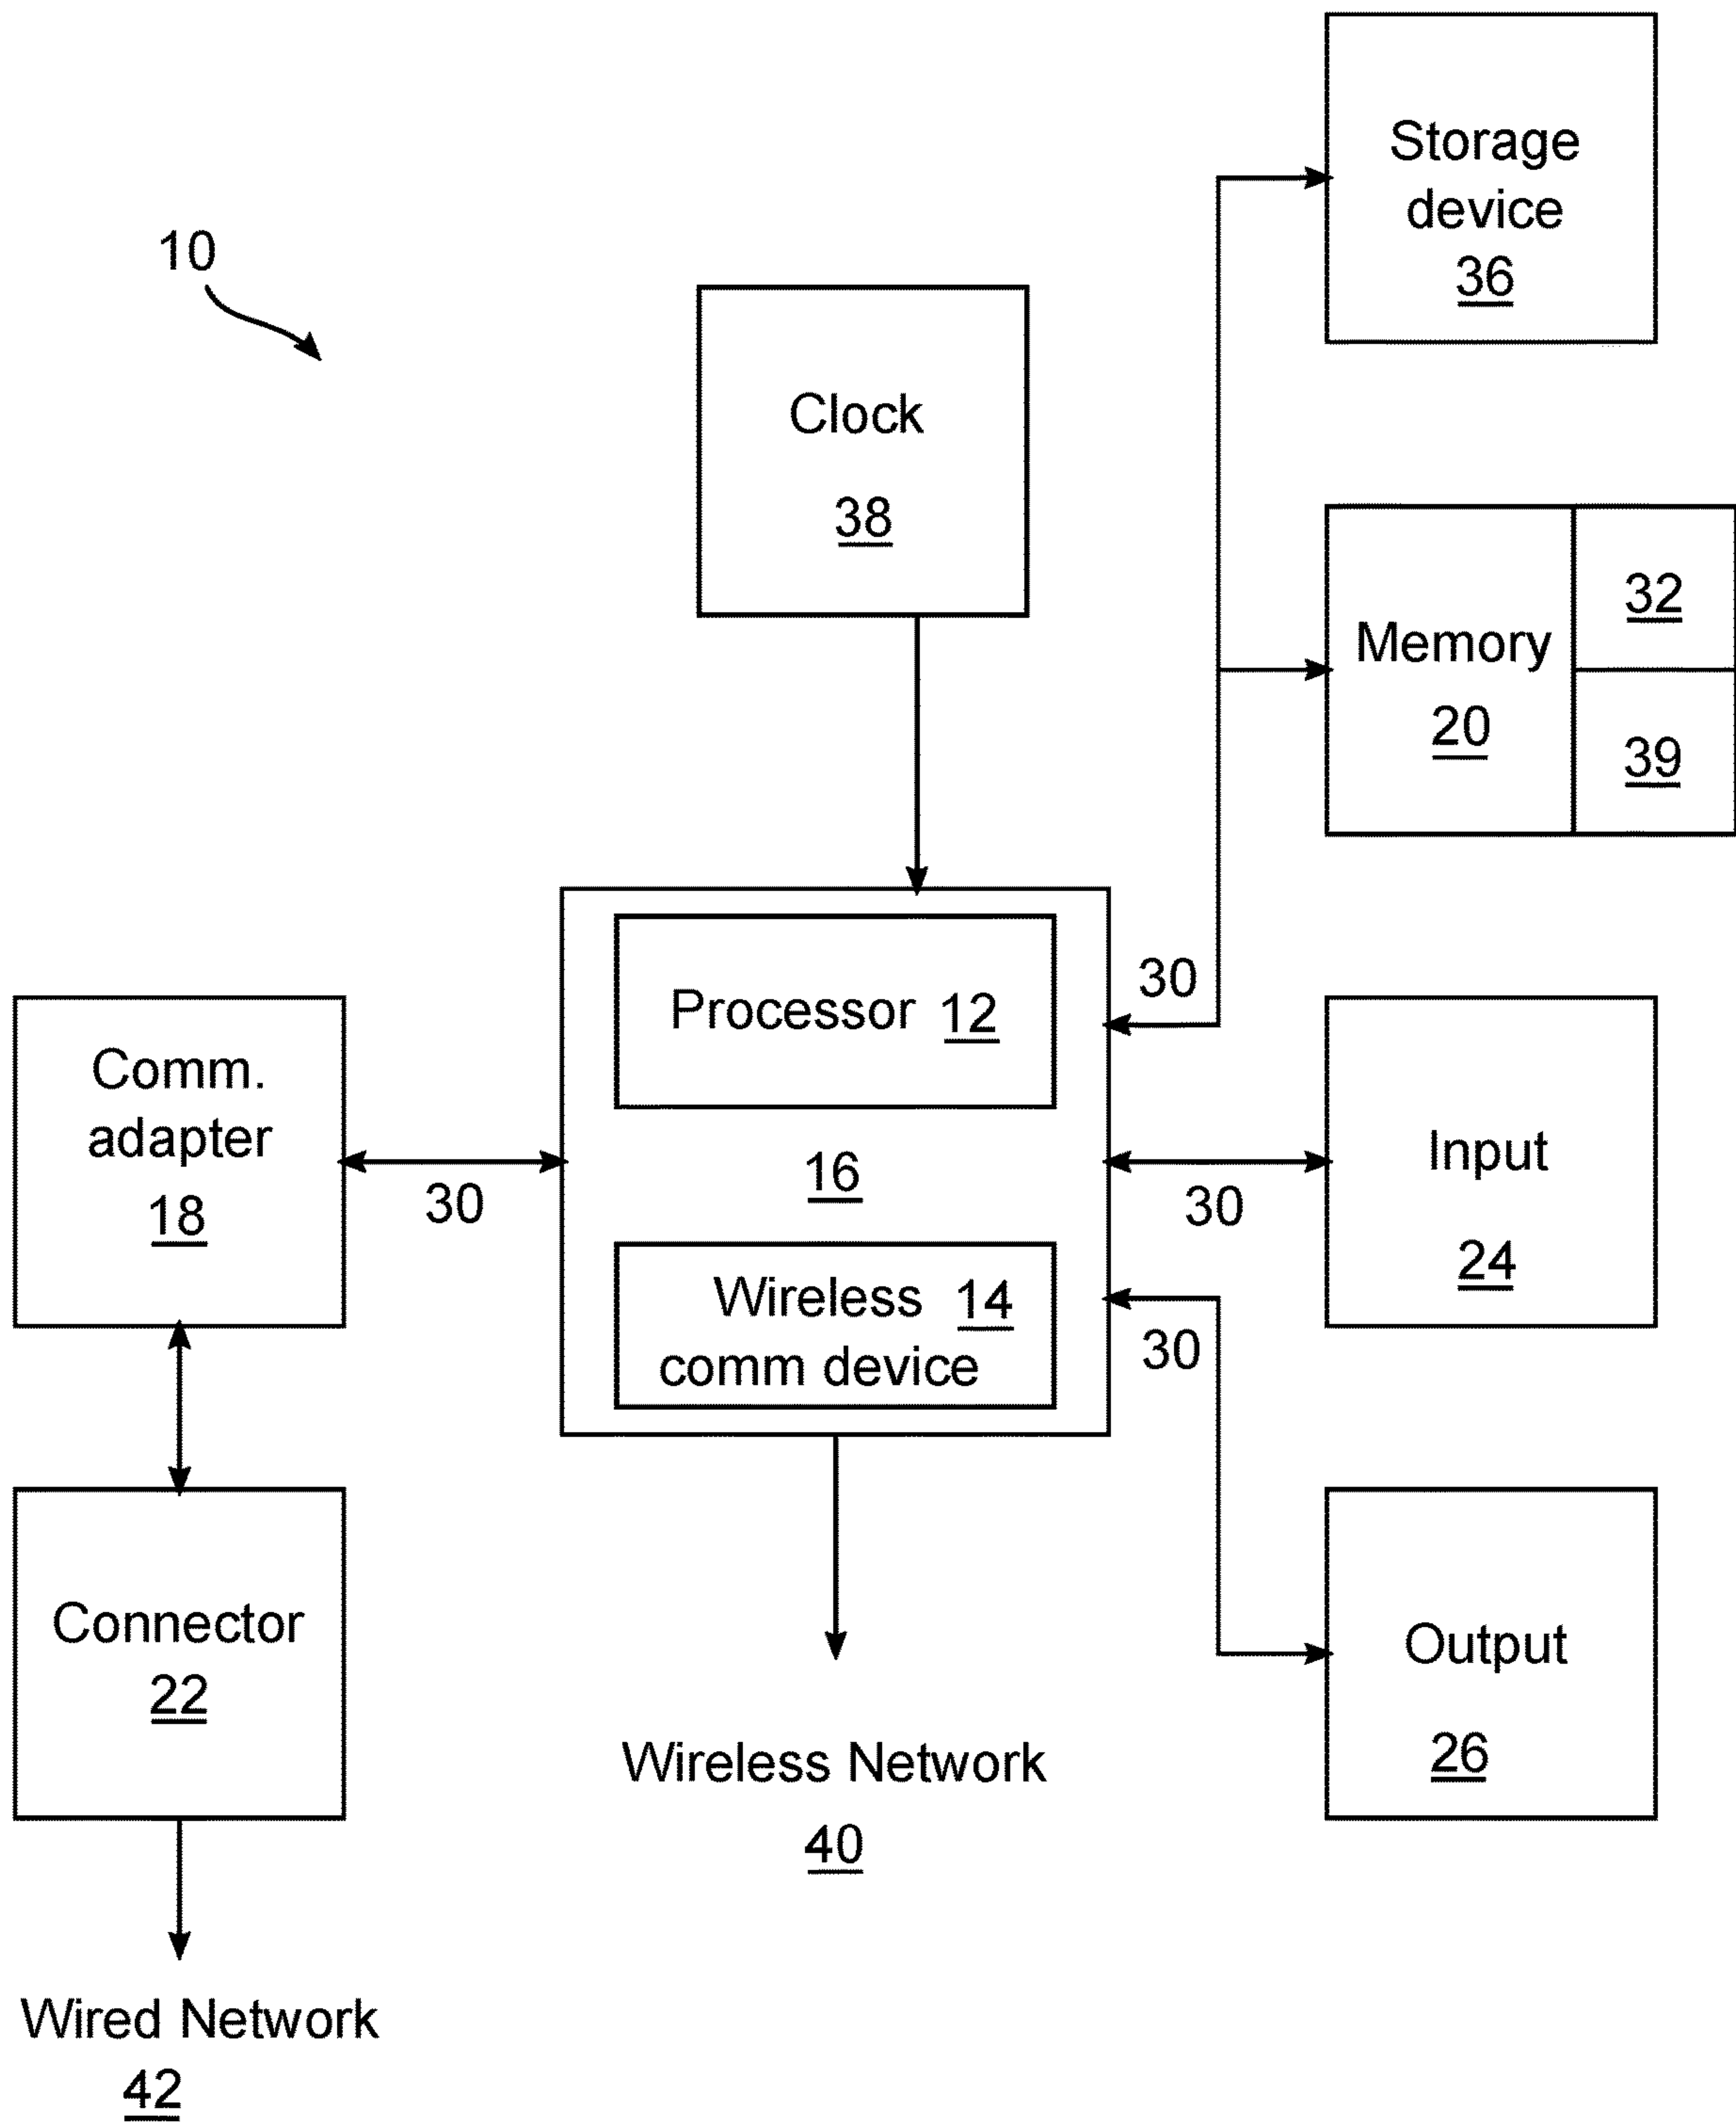 Storage
device
36
10
Clock
38
32
Memory
20
39
30
Processor 12
Comm.
adapter
18
30
16
Input
30
24
Wireless 14
comm device
30
Connector
22
Output
26
Wireless Network
40
Wired Network
42